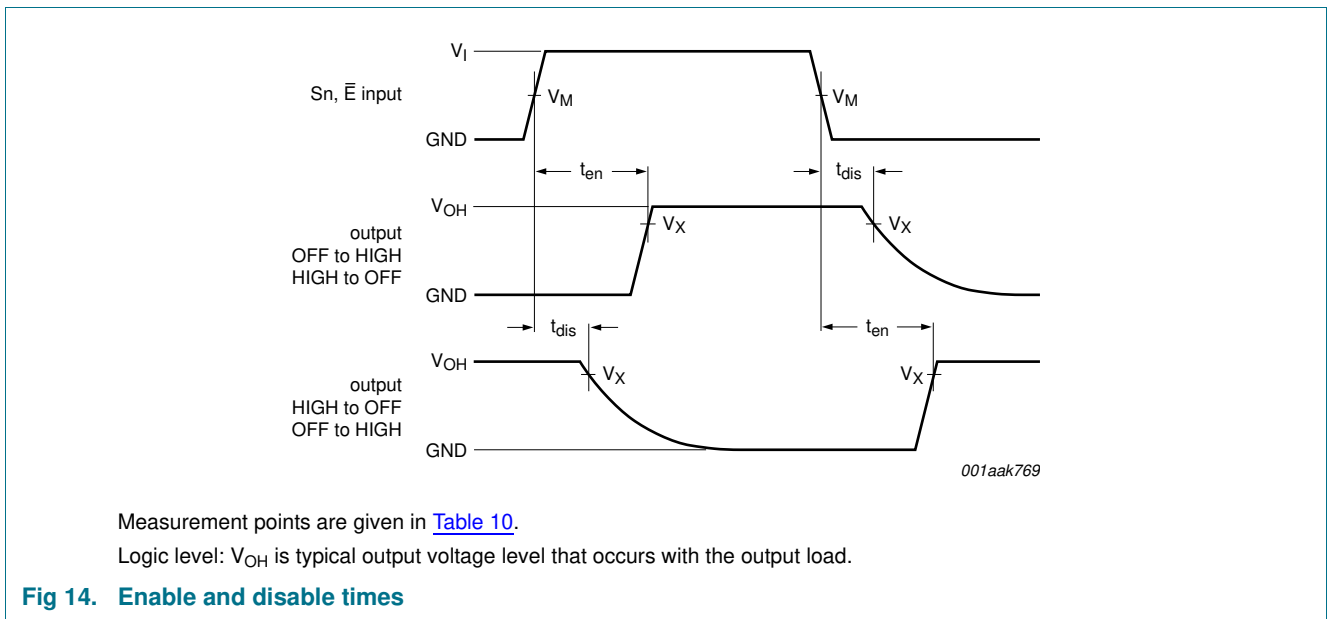 V_I
Sn, E̅ input
V_M
V_M
GND
t_en
t_dis
V_OH
output
OFF to HIGH
HIGH to OFF
V_X
V_X
GND
t_dis
t_en
V_OH
output
HIGH to OFF
OFF to HIGH
V_X
V_X
GND
001aak769
Measurement points are given in Table 10.
Logic level: V_OH is typical output voltage level that occurs with the output load.
Fig 14. Enable and disable times